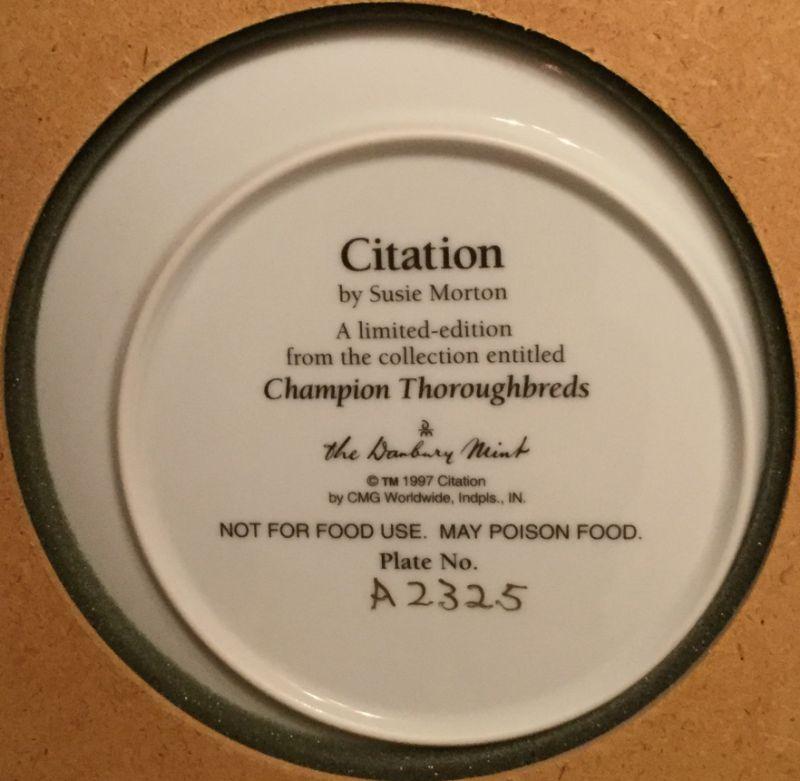 Citation
by Susie Morton
A limited-edition
from the collection entitled
Champion Thoroughbreds
the Danbury Mint
© TM 1997 Citation
by CMG Worldwide, Indpls., IN.
NOT FOR FOOD USE. MAY POISON FOOD.
Plate No.
A2325